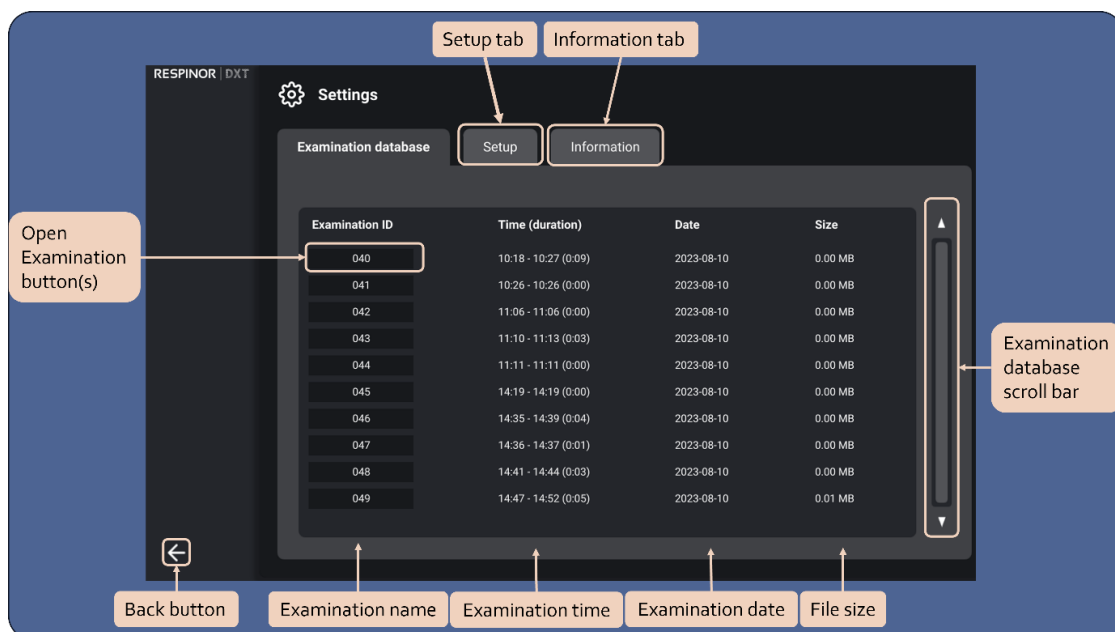 Setup tab Information tab
RESPINOR | DXT
Settings
Examination database Setup Information
Examination ID Time (duration) Date Size
Open
Examination
button(s)
040 10:18 - 10:27 (0:09) 2023-08-10 0.00 MB
041 10:26 - 10:26 (0:00) 2023-08-10 0.00 MB
042 11:06 - 11:06 (0:00) 2023-08-10 0.00 MB
043 11:10 - 11:13 (0:03) 2023-08-10 0.00 MB
044 11:11 - 11:11 (0:00) 2023-08-10 0.00 MB
045 14:19 - 14:19 (0:00) 2023-08-10 0.00 MB
046 14:35 - 14:39 (0:04) 2023-08-10 0.00 MB
047 14:36 - 14:37 (0:01) 2023-08-10 0.00 MB
048 14:41 - 14:44 (0:03) 2023-08-10 0.00 MB
049 14:47 - 14:52 (0:05) 2023-08-10 0.01 MB
Examination
database
scroll bar
Back button Examination name Examination time Examination date File size